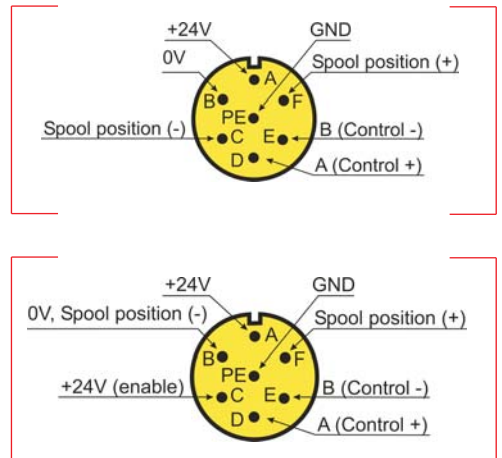 +24V GND
0V A Spool position (+)
B F
PE
Spool position (-) C E B (Control -)
D A (Control +)
+24V GND
0V, Spool position (-) A Spool position (+)
B F
PE
+24V (enable) C E B (Control -)
D A (Control +)